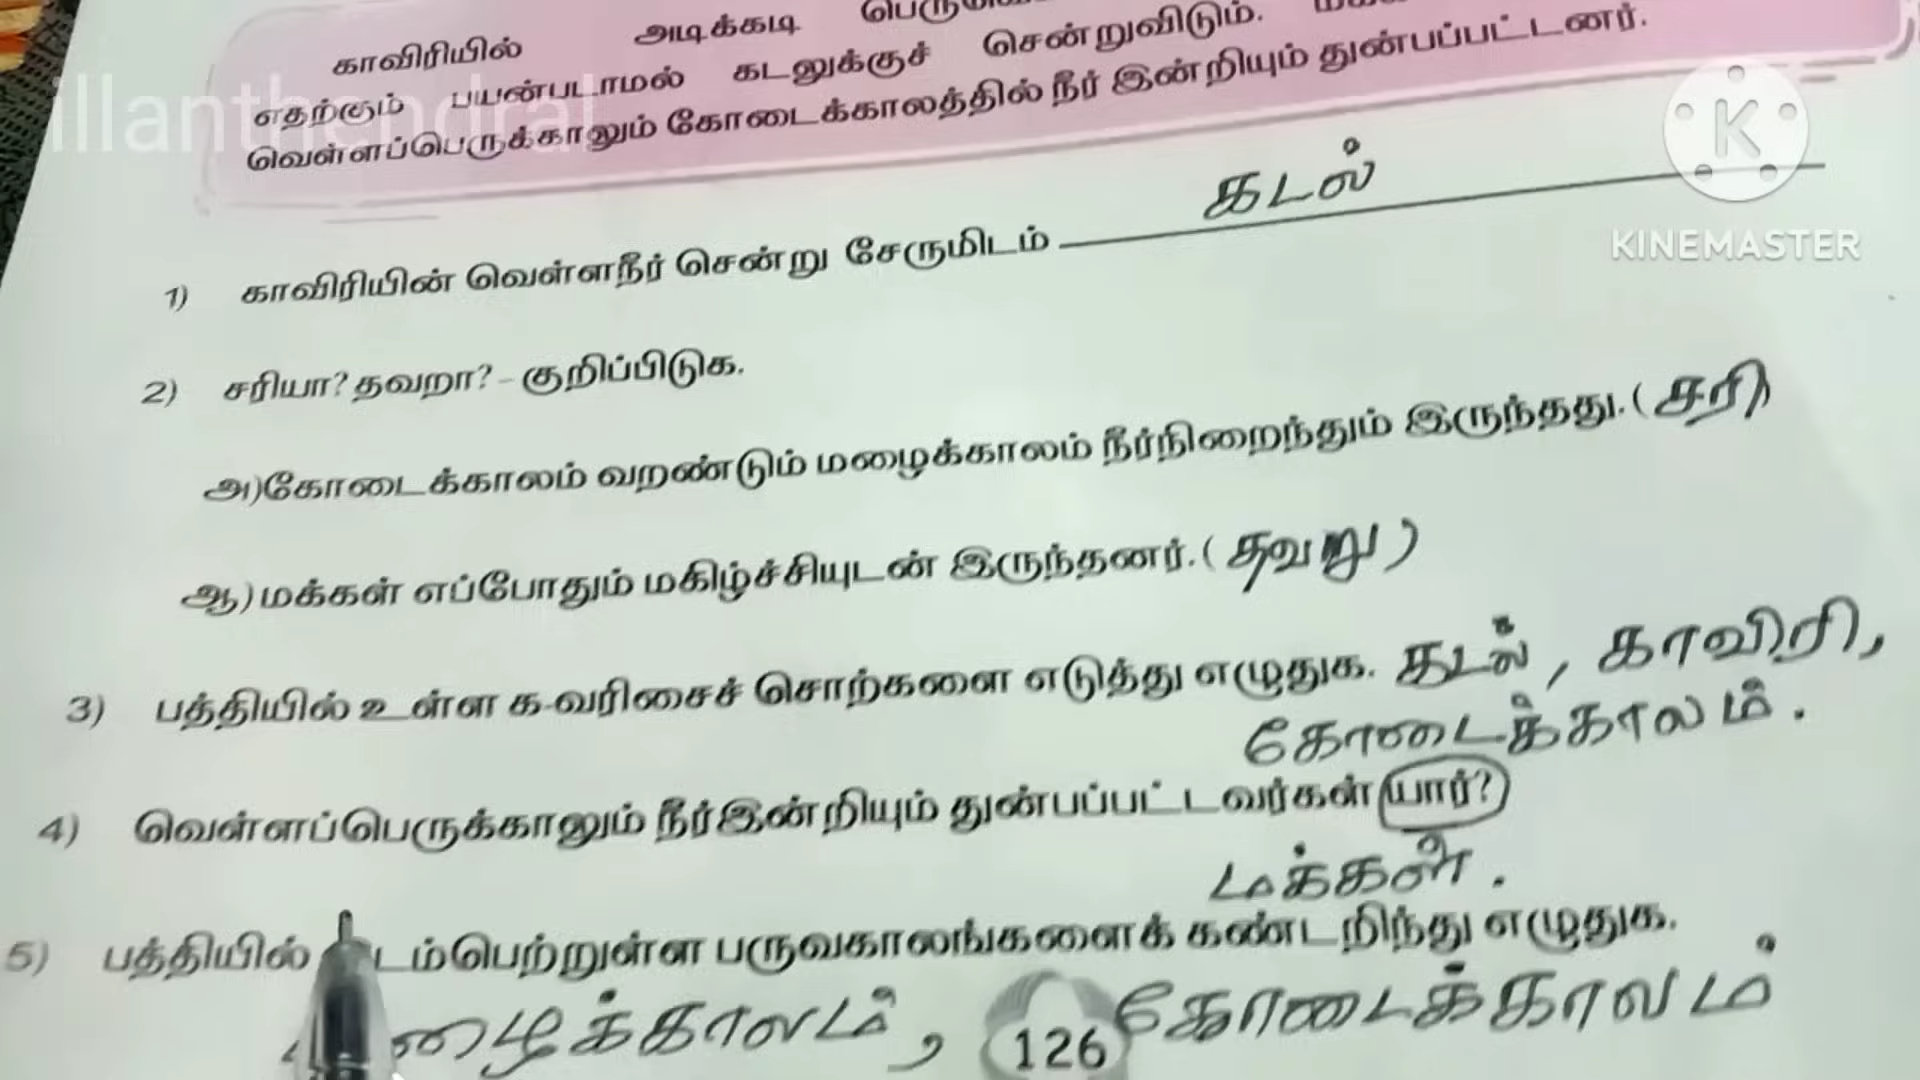 காவிரியில் அடிக்கடி
எதற்கும் பயன்படாமல் கடலுக்குச் சென்றுவிடும்.
வெள்ளப்பெருக்காலும் கோடைக்காலத்தில் நீர் இன்றியும் துன்பப்பட்டனர்.
illanthendral
K
KINEMASTER
1) காவிரியின் வெள்ளநீர் சென்று சேருமிடம் கடல்
2) சரியா? தவறா? - குறிப்பிடுக.
அ)கோடைக்காலம் வறண்டும் மழைக்காலம் நீர்நிறைந்தும் இருந்தது. (சரி)
ஆ) மக்கள் எப்போதும் மகிழ்ச்சியுடன் இருந்தனர். (தவறு)
3) பத்தியில் உள்ள க-வரிசைச் சொற்களை எடுத்து எழுதுக. கடல், காவிரி,
கோடைக்காலம்.
4) வெள்ளப்பெருக்காலும் நீர்இன்றியும் துன்பப்பட்டவர்கள் யார்?
மக்கள்.
5) பத்தியில் இடம்பெற்றுள்ள பருவகாலங்களைக் கண்டறிந்து எழுதுக.
மழைக்காலம், கோடைக்காலம்
126